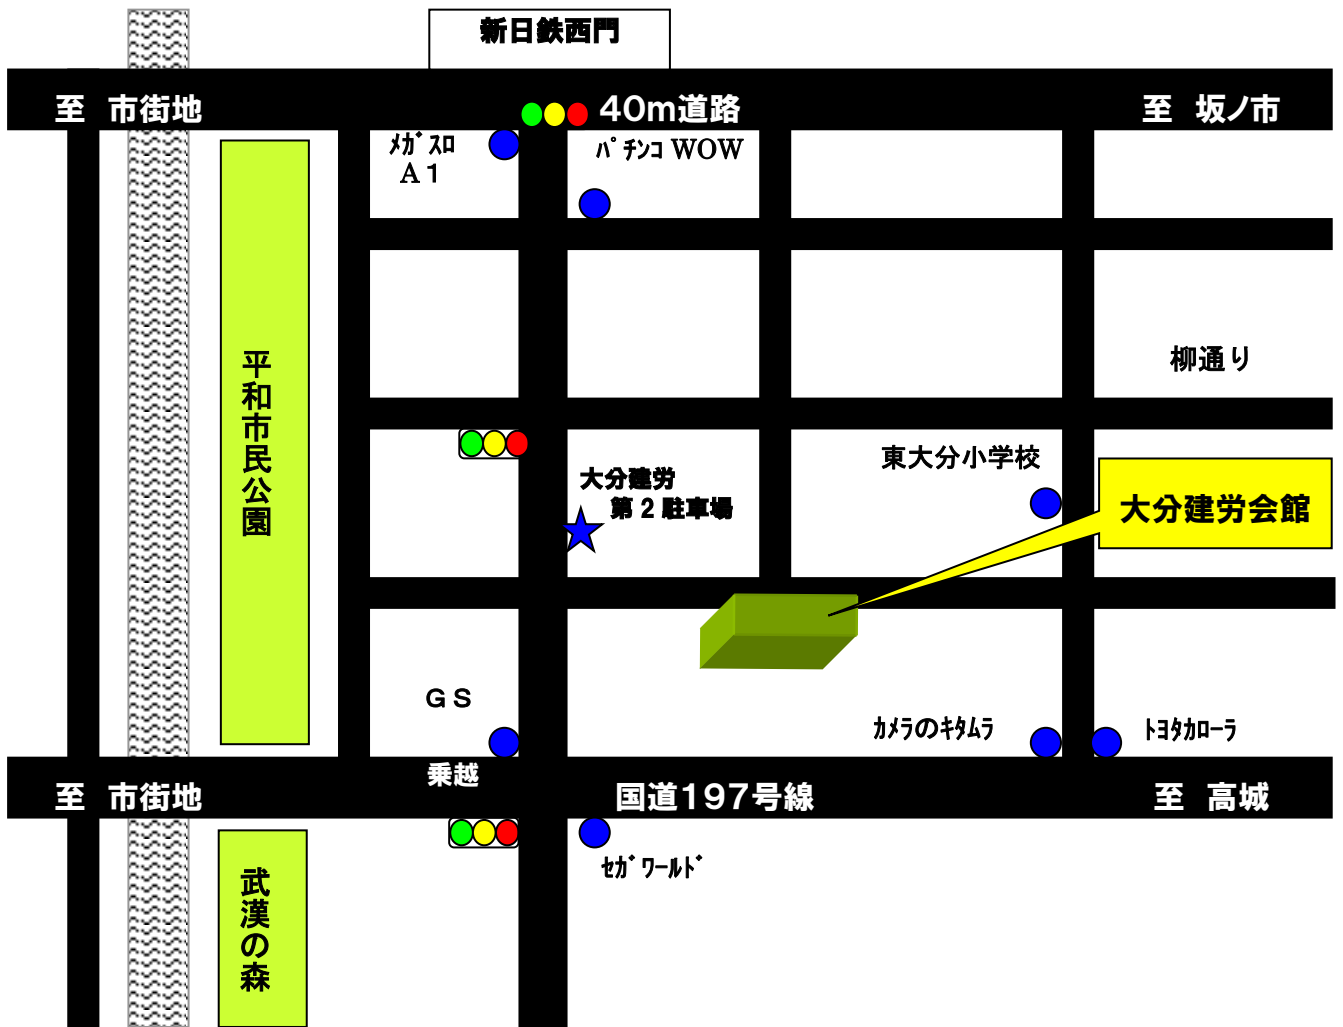 新日鉄西門
至 市街地
40m道路
至 坂ノ市
ﾒｶﾞｽﾛ
A1
ﾊﾟﾁﾝｺ WOW
柳通り
平和市民公園
東大分小学校
大分建労
第2駐車場
大分建労会館
GS
ｶﾒﾗのｷﾀﾑﾗ
ﾄﾖﾀｶﾛｰﾗ
乗越
至 市街地
国道197号線
至 高城
ｾｶﾞﾜｰﾙﾄﾞ
武漢の森